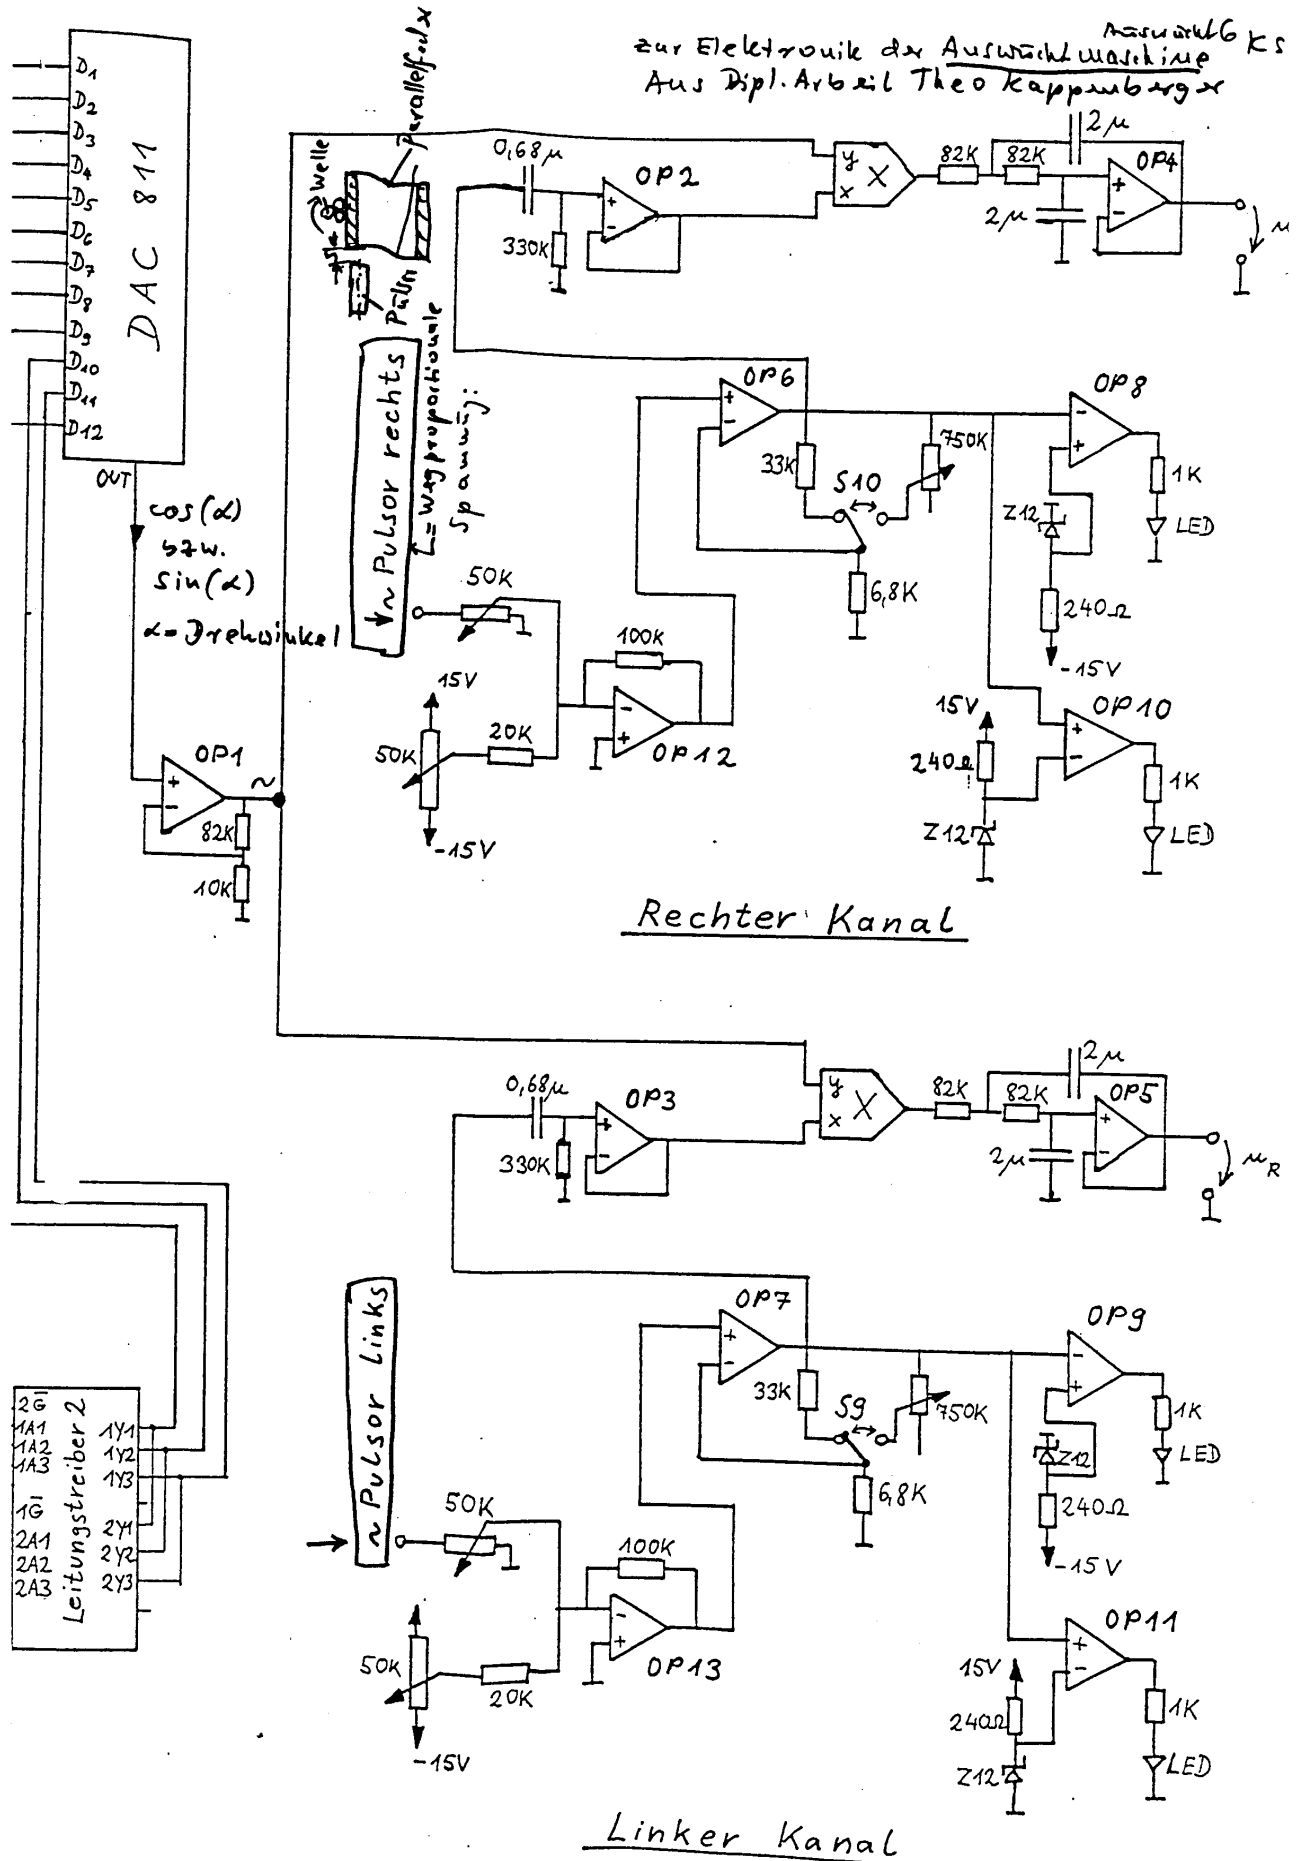 zur Elektronik der Auswuchtmaschine
Aus Dipl. Arbeit Theo Kappenberger
KS
D1
D2
D3
D4
D5
D6
D7
D8
D9
D10
D11
D12
DAC 811
OUT
cos(α)
bzw.
sin(α)
α = Drehwinkel
Welle
S
Parallelfeder
Pulsor
~ Pulsor rechts
= wegproportionale
Spannung:
0,68µ
330K
OP2
y
x
X
82K
82K
2µ
2µ
OP4
u
OP6
33K
S10
750K
6,8K
OP8
1K
LED
Z12
240Ω
-15V
50K
15V
50K
-15V
20K
100K
OP12
15V
240Ω
Z12
OP10
1K
LED
OP1
~
82K
10K
Rechter Kanal
0,68µ
330K
OP3
y
x
X
82K
82K
2µ
2µ
OP5
uR
OP7
33K
S9
750K
6,8K
OP9
1K
LED
Z12
240Ω
-15V
~ Pulsor Links
50K
50K
-15V
20K
100K
OP13
15V
240Ω
Z12
OP11
1K
LED
2G̅
1A1
1A2
1A3
1G̅
2A1
2A2
2A3
Leitungstreiber 2
1Y1
1Y2
1Y3
2Y1
2Y2
2Y3
Linker Kanal